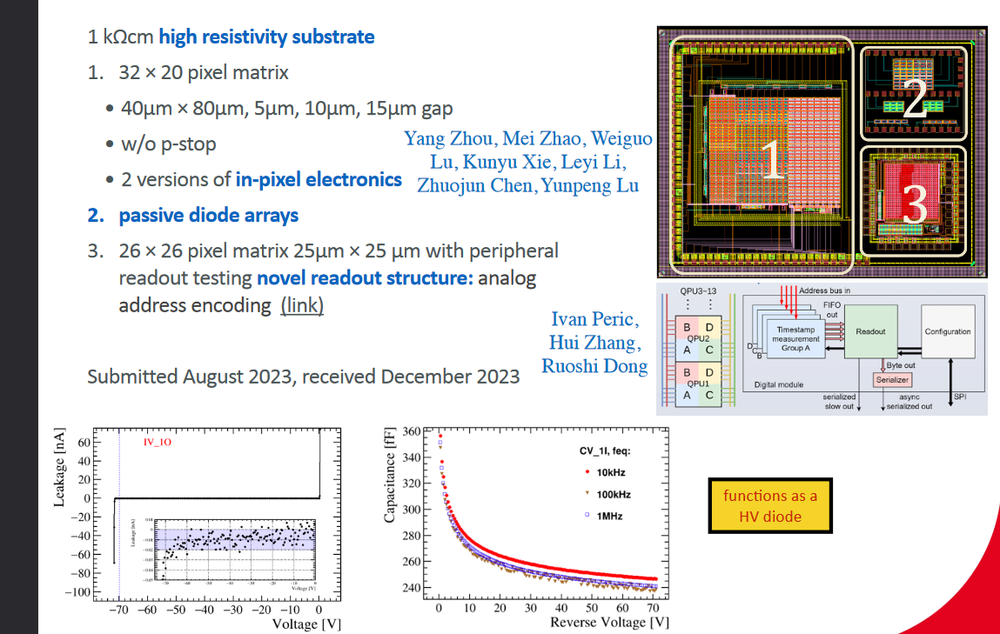 1 kΩcm high resistivity substrate
1. 32 × 20 pixel matrix
• 40µm × 80µm, 5µm, 10µm, 15µm gap
• w/o p-stop
• 2 versions of in-pixel electronics
2. passive diode arrays
3. 26 × 26 pixel matrix 25µm × 25 µm with peripheral
readout testing novel readout structure: analog
address encoding (link)
Yang Zhou, Mei Zhao, Weiguo
Lu, Kunyu Xie, Leyi Li,
Zhuojun Chen, Yunpeng Lu
Ivan Peric,
Hui Zhang,
Ruoshi Dong
Submitted August 2023, received December 2023
1
2
3
QPU3~13
B D
QPU2
A C
B D
QPU1
A C
Address bus in
FIFO
out
Timestamp
measurement
Group A
D
C
B
Readout
Configuration
Byte out
Serializer
Digital module
serialized
slow out
async
serialized out
SPI
Leakage [nA]
60
40
20
0
−20
−40
−60
−80
−100
IV_1O
Leakage [nA]
Voltage [V]
−70 −60 −50 −40 −30 −20 −10 0
Voltage [V]
Capacitance [fF]
360
340
320
300
280
260
240
CV_1I, feq:
10kHz
100kHz
1MHz
0 10 20 30 40 50 60 70
Reverse Voltage [V]
functions as a
HV diode